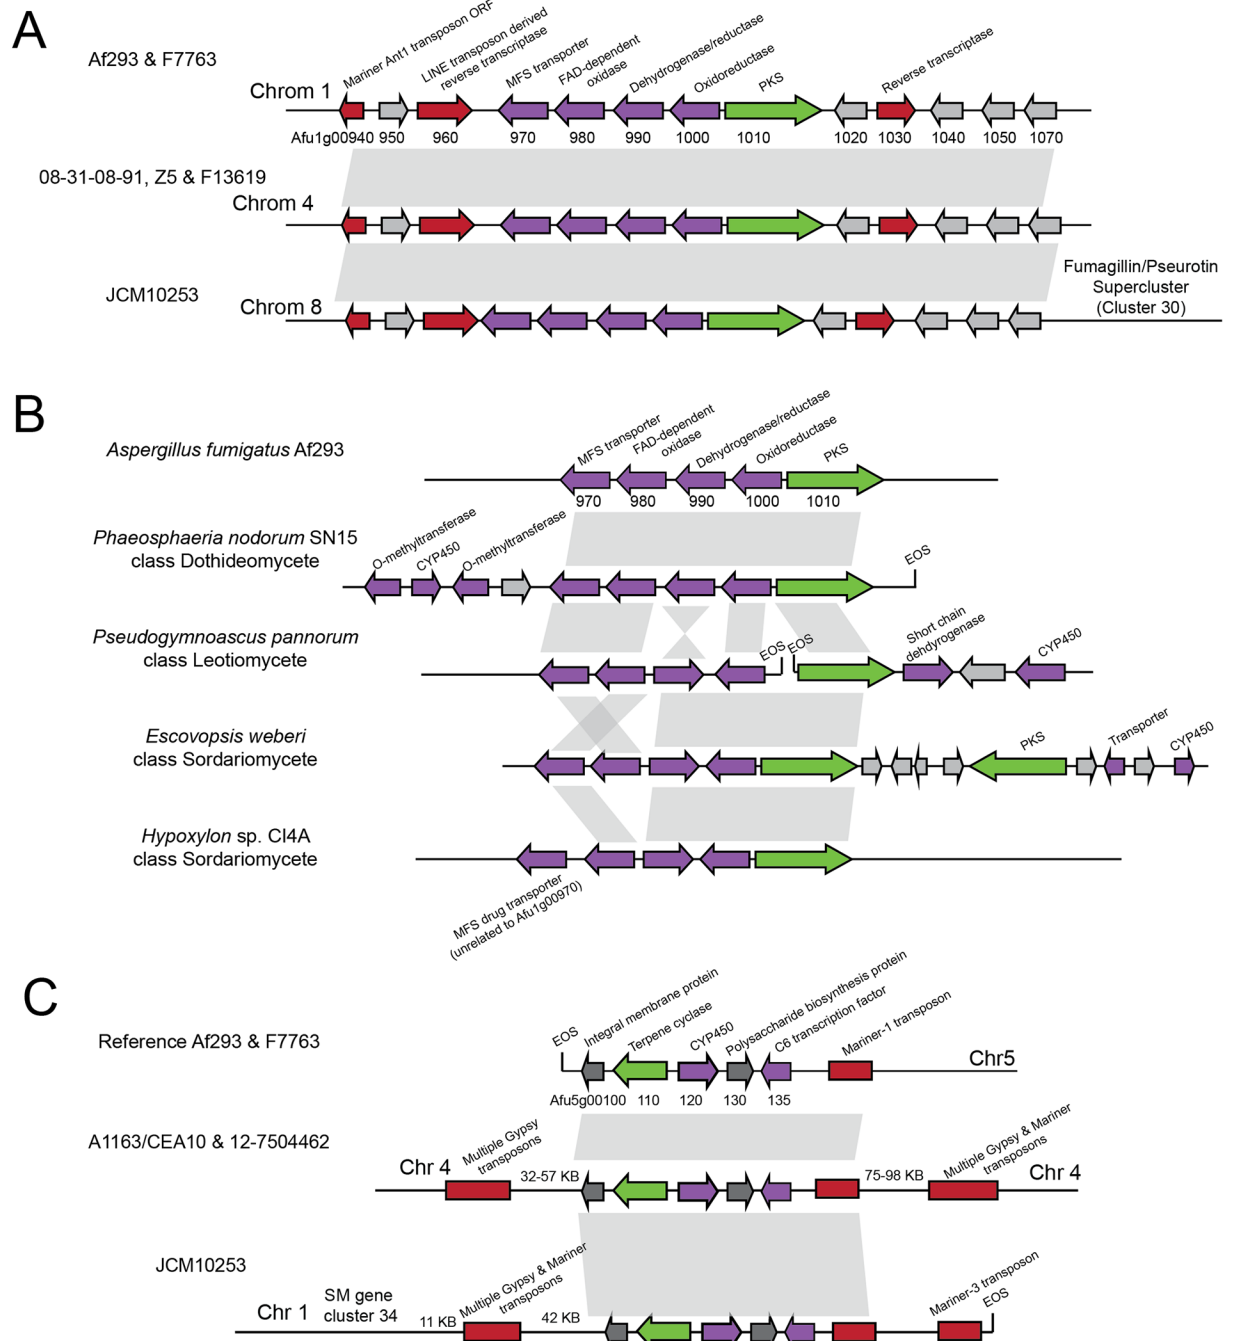 A
Af293 & F7763
Mariner Ant1 transposon ORF
LINE transposon derived
reverse transcriptase
MFS transporter
FAD-dependent
oxidase
Dehydrogenase/reductase
Oxidoreductase
PKS
Reverse transcriptase
Chrom 1
Afu1g00940 950 960 970 980 990 1000 1010 1020 1030 1040 1050 1070
08-31-08-91, Z5 & F13619
Chrom 4
JCM10253
Chrom 8
Fumagillin/Pseurotin
Supercluster
(Cluster 30)
B
Aspergillus fumigatus Af293
MFS transporter
FAD-dependent
oxidase
Dehydrogenase/reductase
Oxidoreductase
PKS
970 980 990 1000 1010
Phaeosphaeria nodorum SN15
class Dothideomycete
O-methyltransferase
CYP450
O-methyltransferase
EOS
Pseudogymnoascus pannorum
class Leotiomycete
EOS
EOS
Short chain
dehdyrogenase
CYP450
Escovopsis weberi
class Sordariomycete
PKS
Transporter
CYP450
Hypoxylon sp. CI4A
class Sordariomycete
MFS drug transporter
(unrelated to Afu1g00970)
C
Reference Af293 & F7763
EOS
Integral membrane protein
Terpene cyclase
CYP450
Polysaccharide biosynthesis protein
C6 transcription factor
Mariner-1 transposon
Chr5
Afu5g00100 110 120 130 135
A1163/CEA10 & 12-7504462
Chr 4
Multiple Gypsy
transposons
32-57 KB
75-98 KB
Multiple Gypsy & Mariner
transposons
Chr 4
JCM10253
Chr 1
SM gene
cluster 34
11 KB
Multiple Gypsy & Mariner
transposons
42 KB
Mariner-3 transposon
EOS